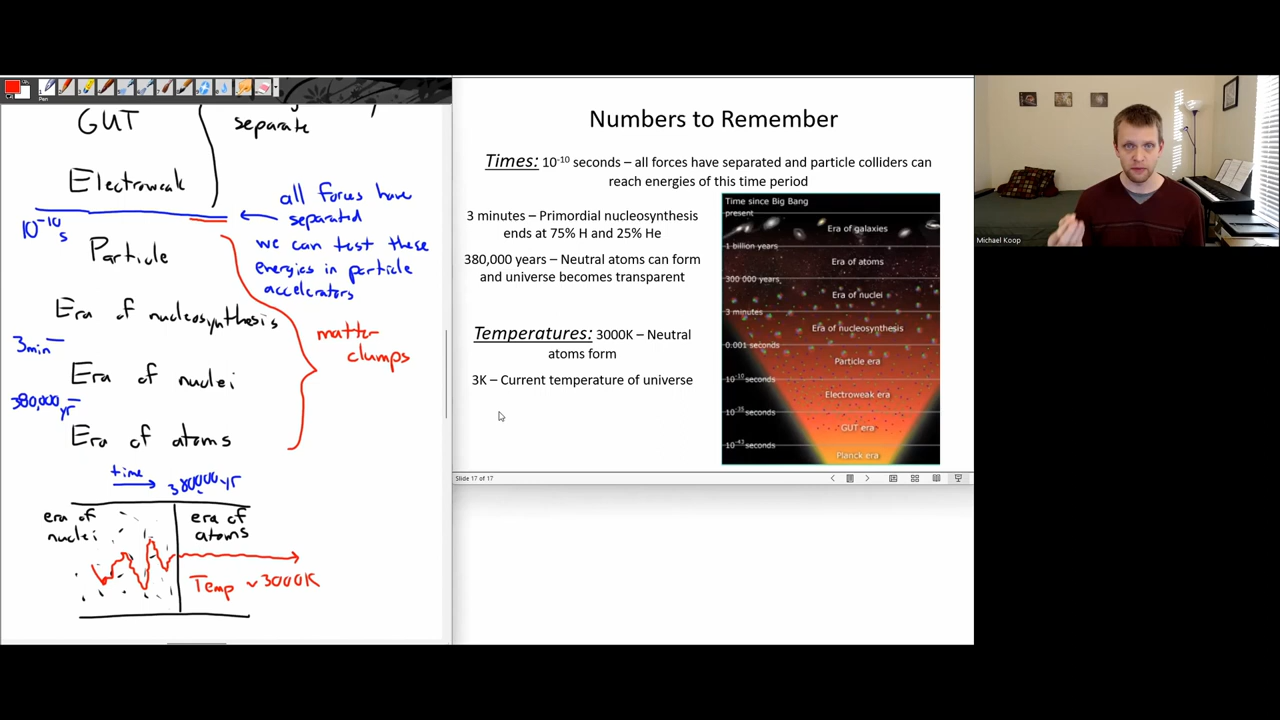 GUT
separate
Electroweak
10⁻¹⁰ s
all forces have
separated
we can test these
energies in particle
accelerators
Particle
Era of nucleosynthesis
matter
clumps
3min
Era of nuclei
380,000 yr
Era of atoms
time
380000 yr
era of
nuclei
era of
atoms
Temp ~3000K
Pen
Numbers to Remember
Times: 10⁻¹⁰ seconds – all forces have separated and particle colliders can
reach energies of this time period
3 minutes – Primordial nucleosynthesis
ends at 75% H and 25% He
380,000 years – Neutral atoms can form
and universe becomes transparent
Temperatures: 3000K – Neutral
atoms form
3K – Current temperature of universe
Time since Big Bang
present
Era of galaxies
1 billion years
Era of atoms
300 000 years
Era of nuclei
3 minutes
Era of nucleosynthesis
0.001 seconds
Particle era
10⁻¹⁰ seconds
Electroweak era
10⁻³⁵ seconds
GUT era
10⁻⁴³ seconds
Planck era
Slide 17 of 17
Michael Koop